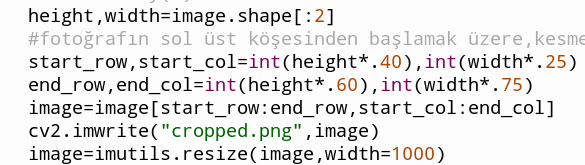 height,width=image.shape[:2]
#fotoğrafın sol üst köşesinden başlamak üzere,kesme
start_row,start_col=int(height*.40),int(width*.25)
end_row,end_col=int(height*.60),int(width*.75)
image=image[start_row:end_row,start_col:end_col]
cv2.imwrite("cropped.png",image)
image=imutils.resize(image,width=1000)